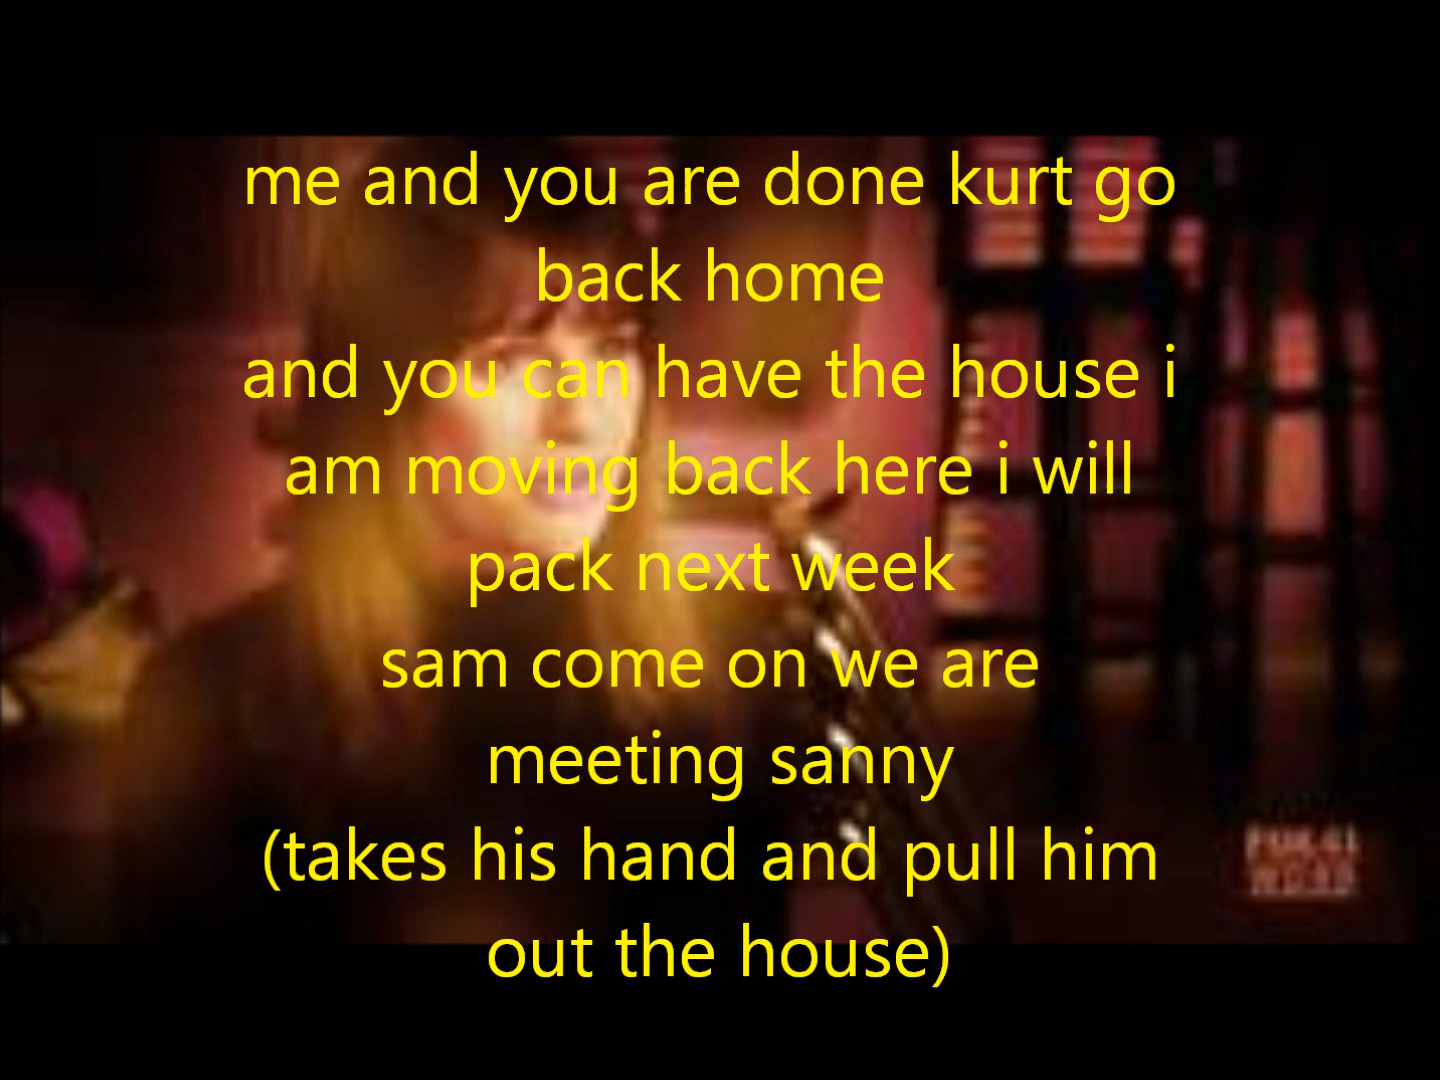 me and you are done kurt go
back home
and you can have the house i
am moving back here i will
pack next week
sam come on we are
meeting sanny
(takes his hand and pull him
out the house)